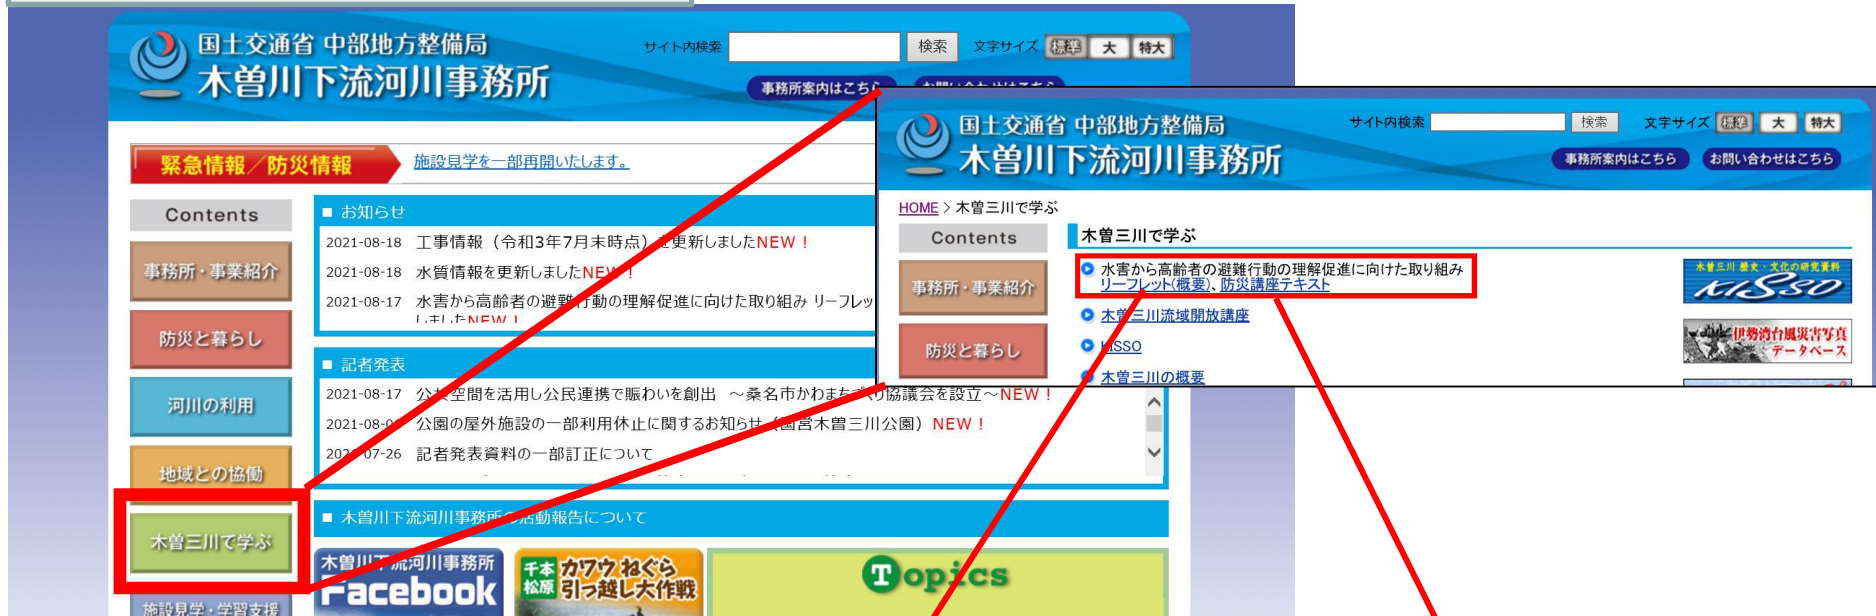 国土交通省 中部地方整備局
木曽川下流河川事務所
サイト内検索
検索
文字サイズ
標準
大
特大
事務所案内はこちら
お問い合わせはこちら
緊急情報/防災情報
施設見学を一部再開いたします。
Contents
事務所・事業紹介
防災と暮らし
河川の利用
地域との協働
木曽三川で学ぶ
施設見学・学習支援
■ お知らせ
2021-08-18 工事情報(令和3年7月末時点)を更新しましたNEW!
2021-08-18 水質情報を更新しましたNEW!
2021-08-17 水害から高齢者の避難行動の理解促進に向けた取り組み リーフレッ
しましたNEW!
■ 記者発表
2021-08-17 公共空間を活用し公民連携で賑わいを創出 ~桑名市かわまちづくり協議会を設立~NEW!
公園の屋外施設の一部利用休止に関するお知らせ(国営木曽三川公園)NEW!
記者発表資料の一部訂正について
■ 木曽川下流河川事務所の活動報告について
木曽川下流河川事務所
Facebook
千本松原
カワウ ねぐら
引っ越し大作戦
Topics
国土交通省 中部地方整備局
木曽川下流河川事務所
サイト内検索
検索
文字サイズ
標準
大
特大
事務所案内はこちら
お問い合わせはこちら
HOME > 木曽三川で学ぶ
Contents
事務所・事業紹介
防災と暮らし
木曽三川で学ぶ
水害から高齢者の避難行動の理解促進に向けた取り組み
リーフレット(概要)、防災講座テキスト
木曽三川流域開放講座
KISSO
木曽三川の概要
木曽三川 歴史・文化の研究資料
KISSO
伊勢湾台風災害写真
データベース